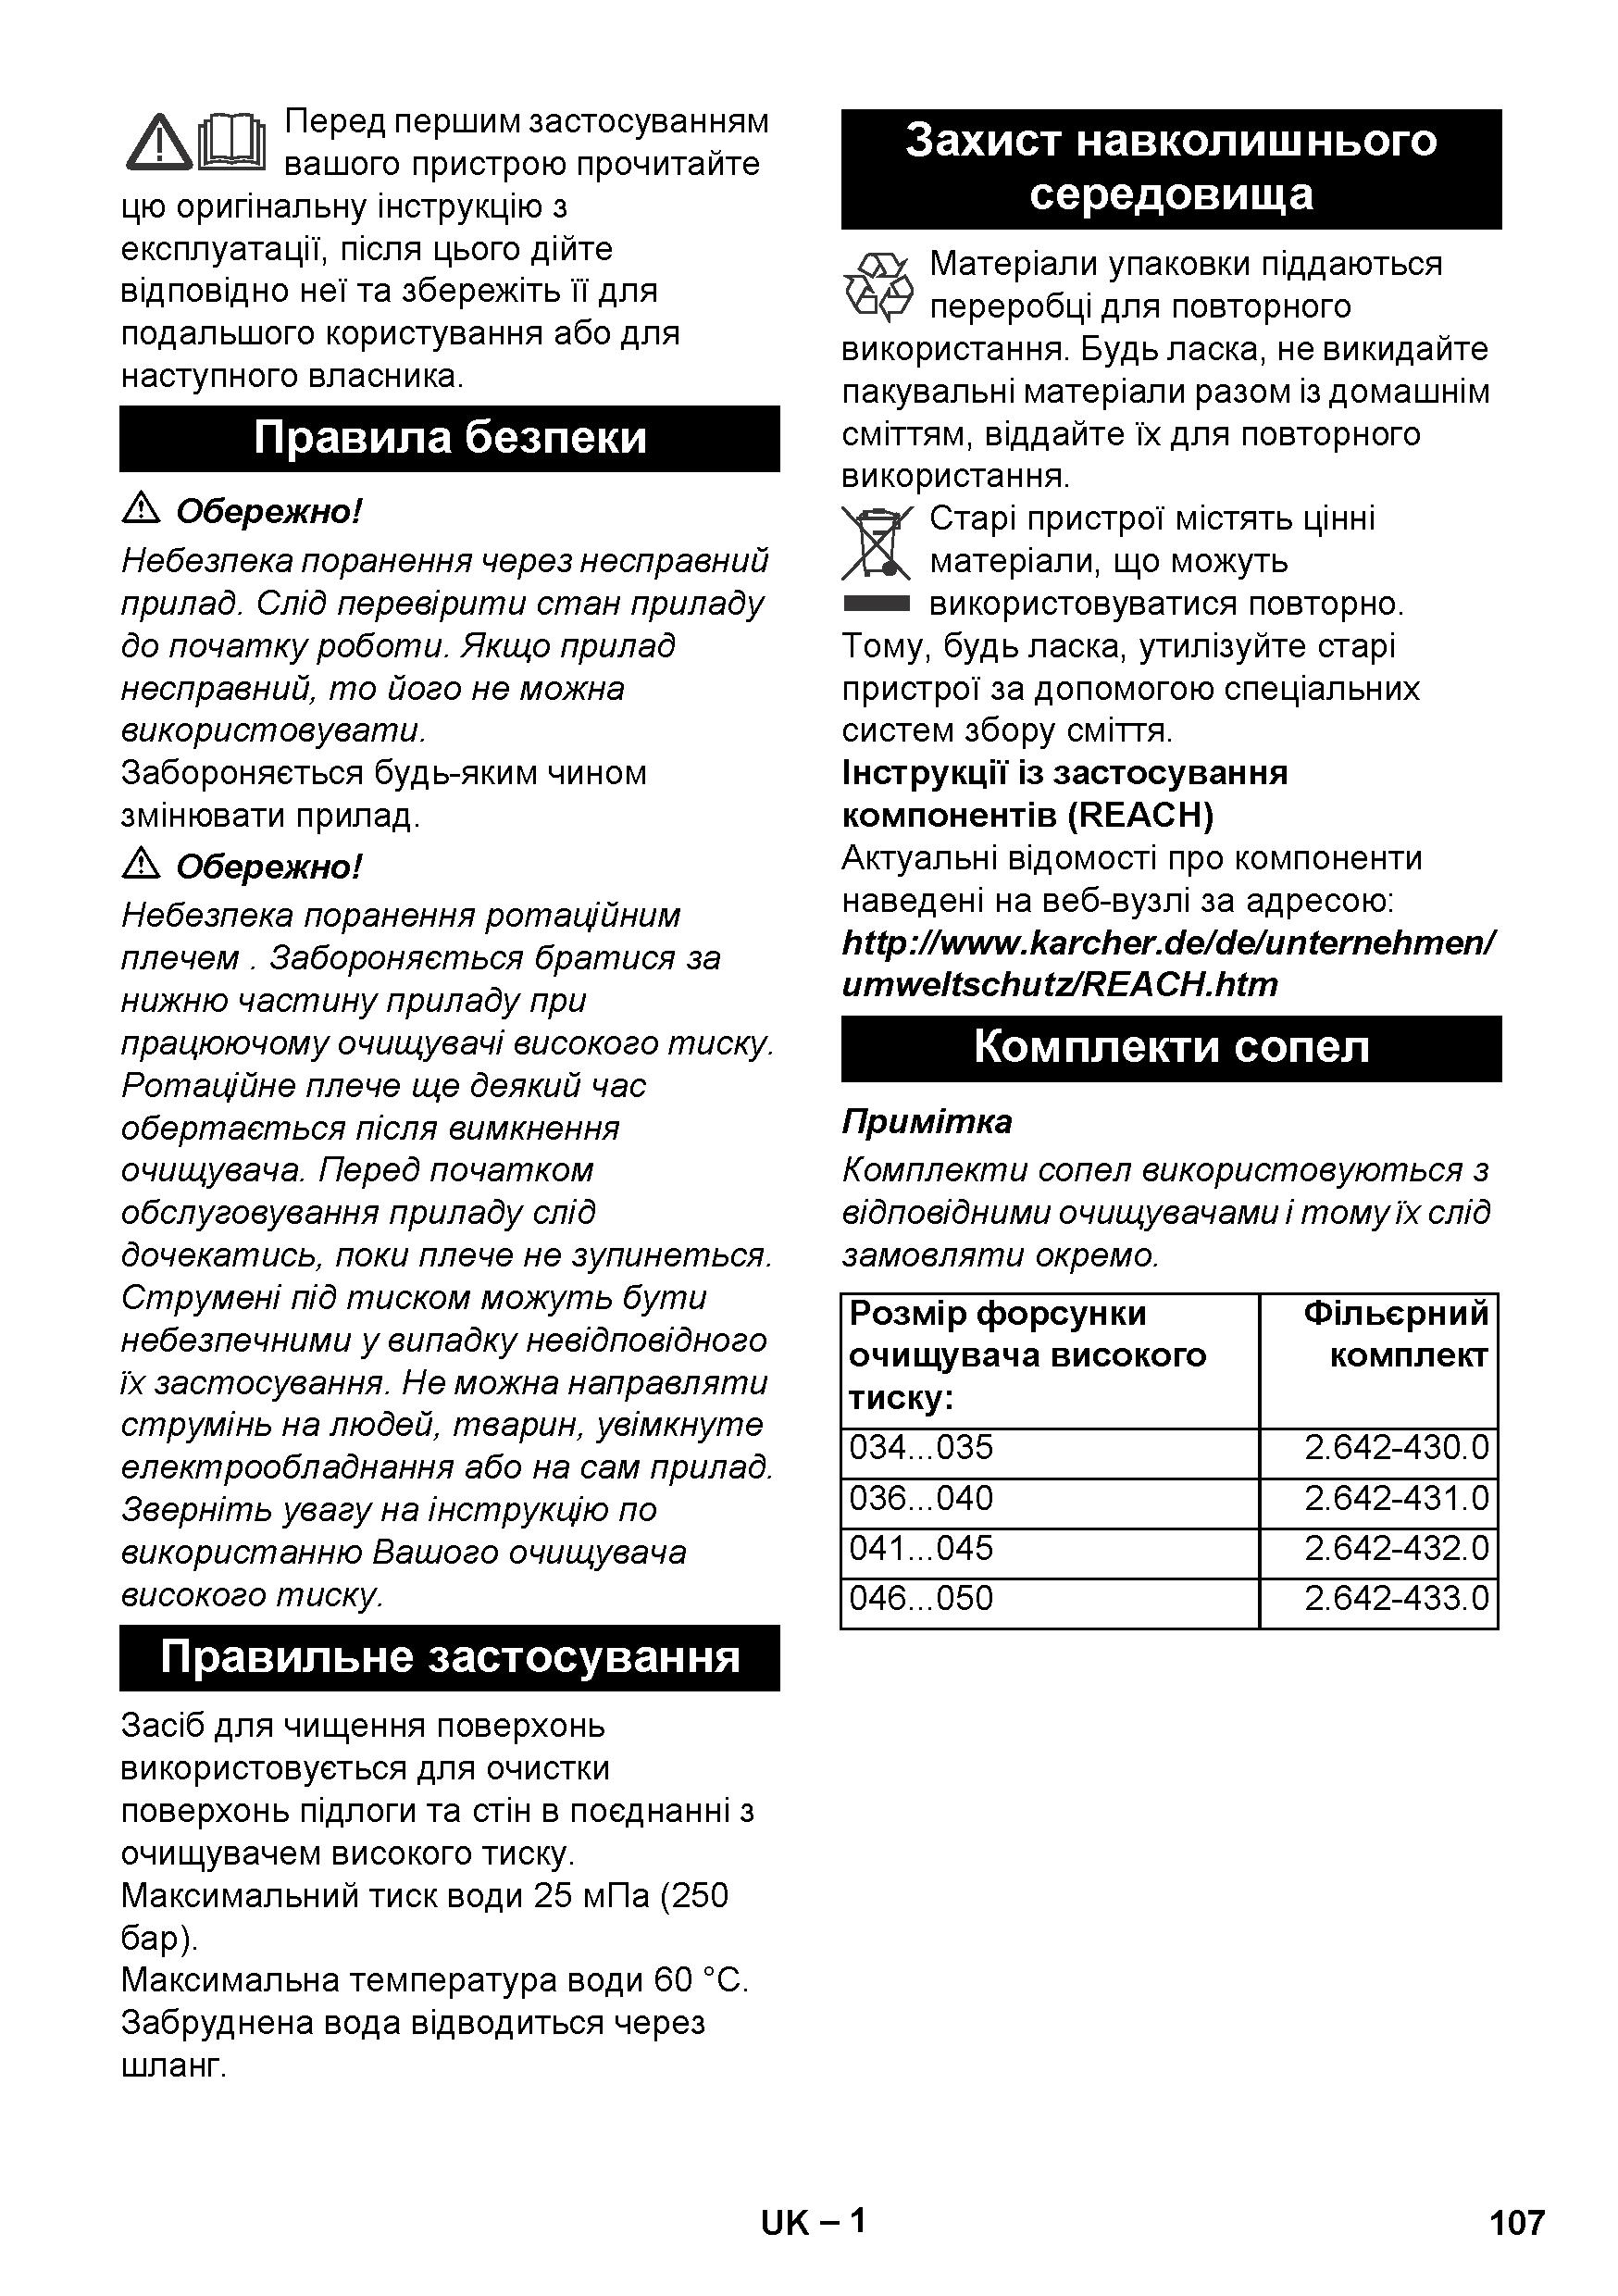 Перед першим застосуванням
вашого пристрою прочитайте
цю оригінальну інструкцію з
експлуатації, після цього дійте
відповідно неї та збережіть її для
подальшого користування або для
наступного власника.
Правила безпеки
Обережно!
Небезпека поранення через несправний
прилад. Слід перевірити стан приладу
до початку роботи. Якщо прилад
несправний, то його не можна
використовувати.
Забороняється будь-яким чином
змінювати прилад.
Обережно!
Небезпека поранення ротаційним
плечем . Забороняється братися за
нижню частину приладу при
працюючому очищувачі високого тиску.
Ротаційне плече ще деякий час
обертається після вимкнення
очищувача. Перед початком
обслуговування приладу слід
дочекатись, поки плече не зупинеться.
Струмені під тиском можуть бути
небезпечними у випадку невідповідного
їх застосування. Не можна направляти
струмінь на людей, тварин, увімкнуте
електрообладнання або на сам прилад.
Зверніть увагу на інструкцію по
використанню Вашого очищувача
високого тиску.
Правильне застосування
Засіб для чищення поверхонь
використовується для очистки
поверхонь підлоги та стін в поєднанні з
очищувачем високого тиску.
Максимальний тиск води 25 мПа (250
бар).
Максимальна температура води 60 °C.
Забруднена вода відводиться через
шланг.
Захист навколишнього
середовища
Матеріали упаковки піддаються
переробці для повторного
використання. Будь ласка, не викидайте
пакувальні матеріали разом із домашнім
сміттям, віддайте їх для повторного
використання.
Старі пристрої містять цінні
матеріали, що можуть
використовуватися повторно.
Тому, будь ласка, утилізуйте старі
пристрої за допомогою спеціальних
систем збору сміття.
Інструкції із застосування
компонентів (REACH)
Актуальні відомості про компоненти
наведені на веб-вузлі за адресою:
http://www.karcher.de/de/unternehmen/
umweltschutz/REACH.htm
Комплекти сопел
Примітка
Комплекти сопел використовуються з
відповідними очищувачами і тому їх слід
замовляти окремо.
Розмір форсунки Фільєрний
очищувача високого комплект
тиску:
034...035 2.642-430.0
036...040 2.642-431.0
041...045 2.642-432.0
046...050 2.642-433.0
UK – 1 107